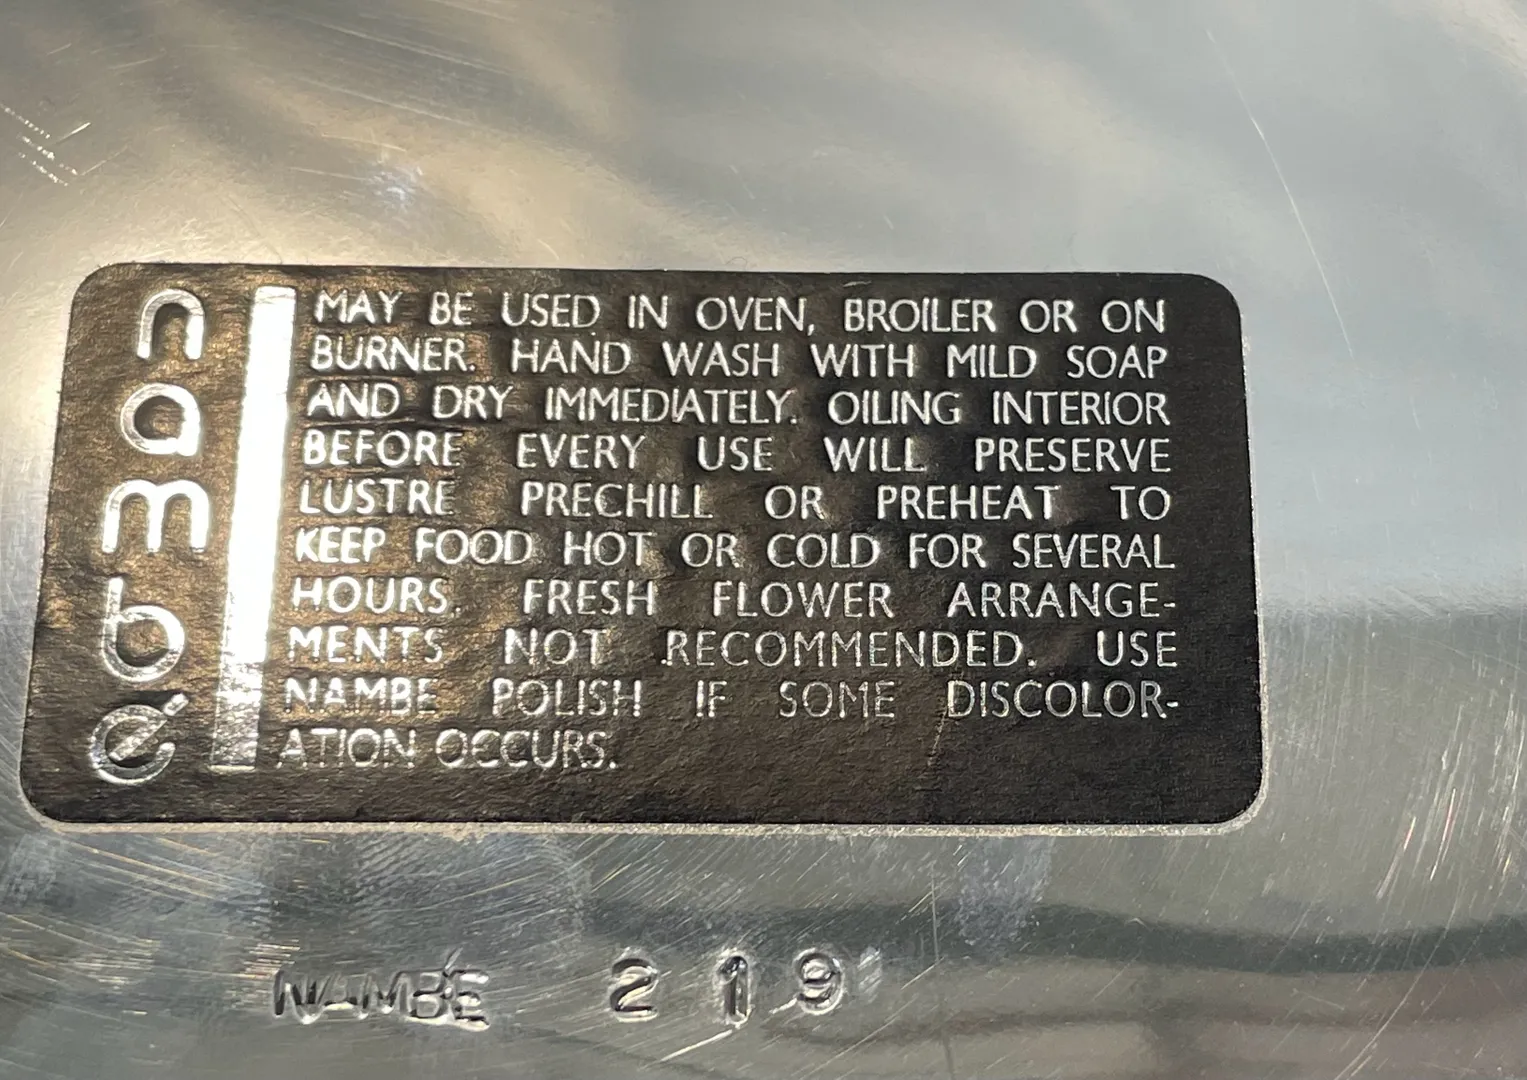 nambé
MAY BE USED IN OVEN, BROILER OR ON
BURNER. HAND WASH WITH MILD SOAP
AND DRY IMMEDIATELY. OILING INTERIOR
BEFORE EVERY USE WILL PRESERVE
LUSTRE PRECHILL OR PREHEAT TO
KEEP FOOD HOT OR COLD FOR SEVERAL
HOURS. FRESH FLOWER ARRANGE-
MENTS NOT RECOMMENDED. USE
NAMBE POLISH IF SOME DISCOLOR-
ATION OCCURS.
NAMBÉ 219